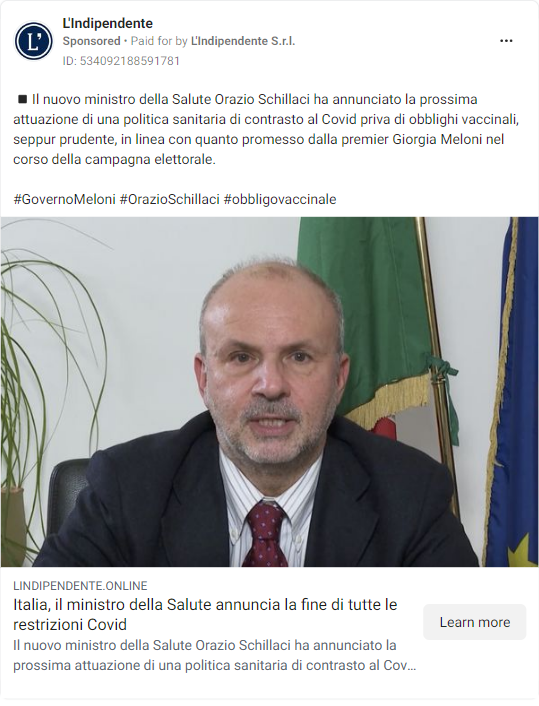 L'Indipendente
Sponsored • Paid for by L'Indipendente S.r.l.
ID: 534092188591781
◾ Il nuovo ministro della Salute Orazio Schillaci ha annunciato la prossima
attuazione di una politica sanitaria di contrasto al Covid priva di obblighi vaccinali,
seppur prudente, in linea con quanto promesso dalla premier Giorgia Meloni nel
corso della campagna elettorale.
#GovernoMeloni #OrazioSchillaci #obbligovaccinale
LINDIPENDENTE.ONLINE
Italia, il ministro della Salute annuncia la fine di tutte le
restrizioni Covid
Learn more
Il nuovo ministro della Salute Orazio Schillaci ha annunciato la
prossima attuazione di una politica sanitaria di contrasto al Cov...